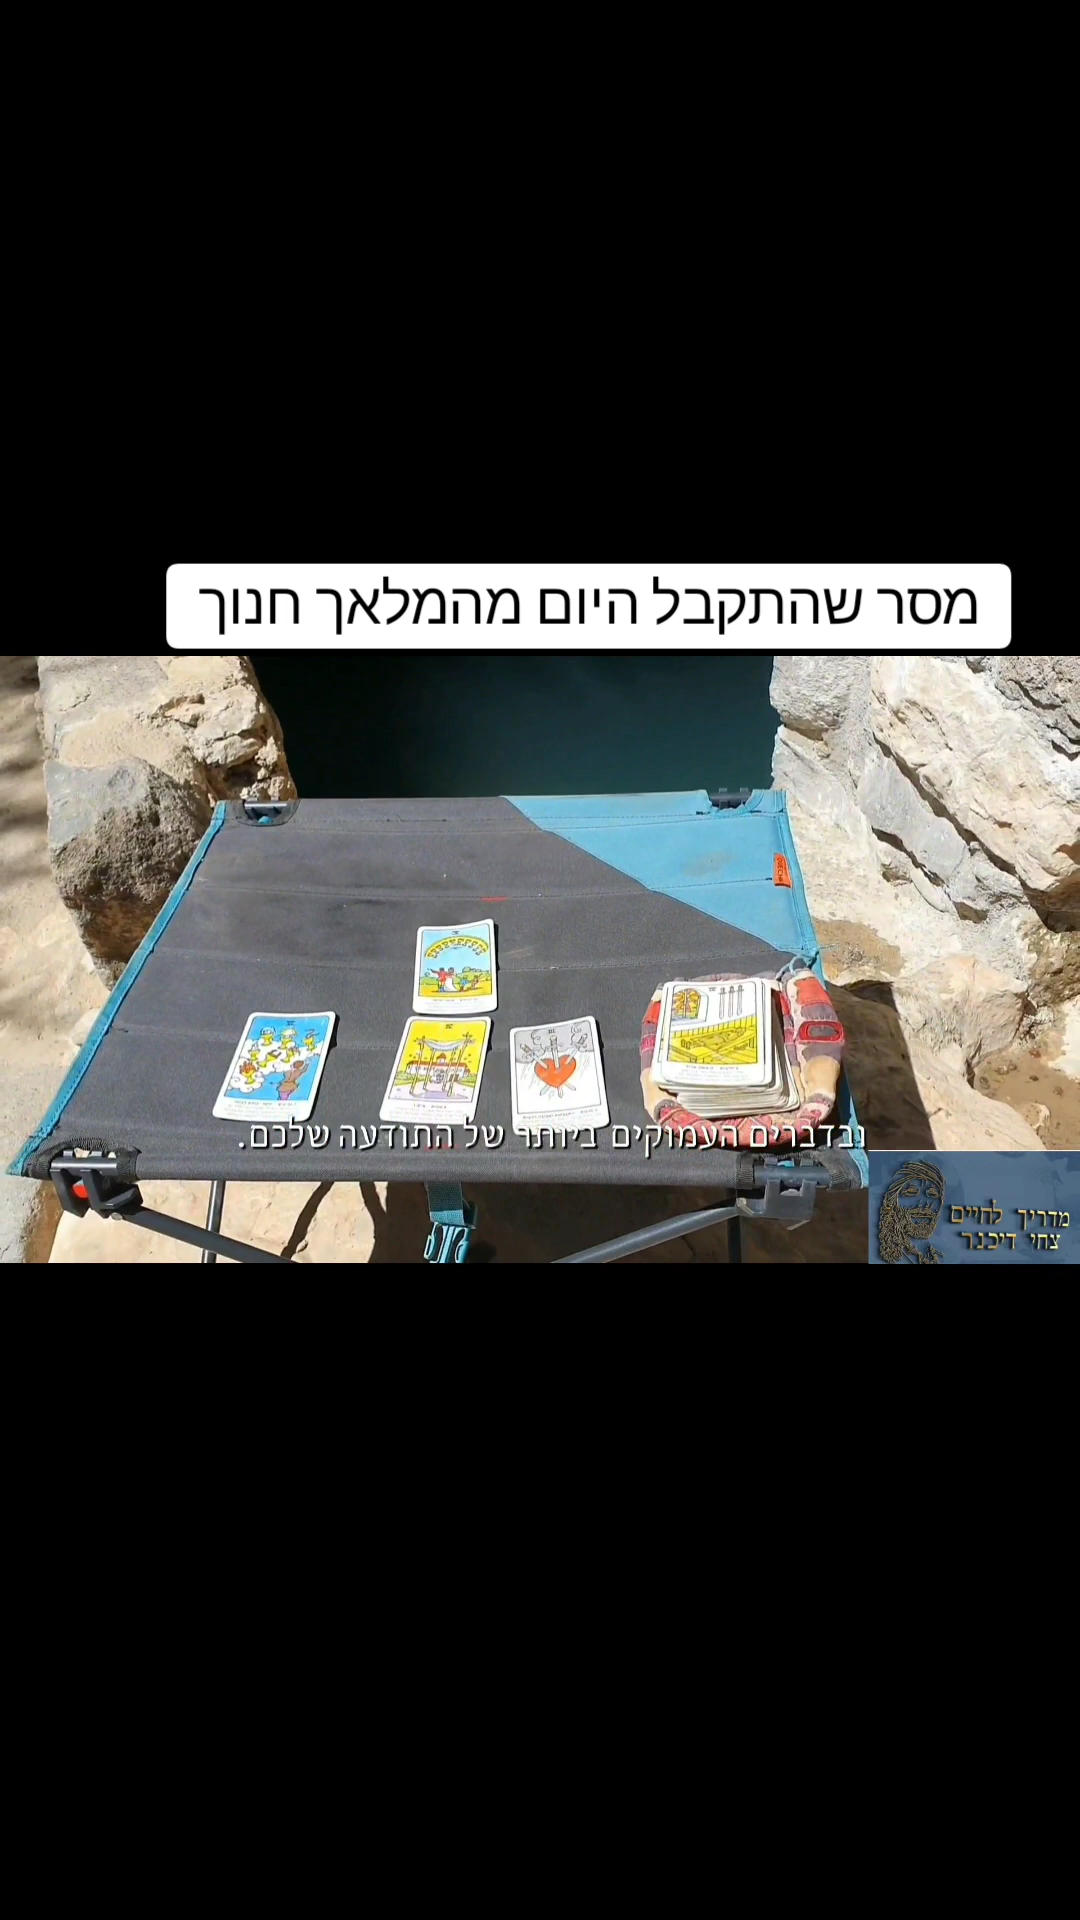 מסר שהתקבל היום מהמלאך חנוך
ובדברים העמוקים ביותר של התודעה שלכם.
מדריך לחיים
צחי דיכנר